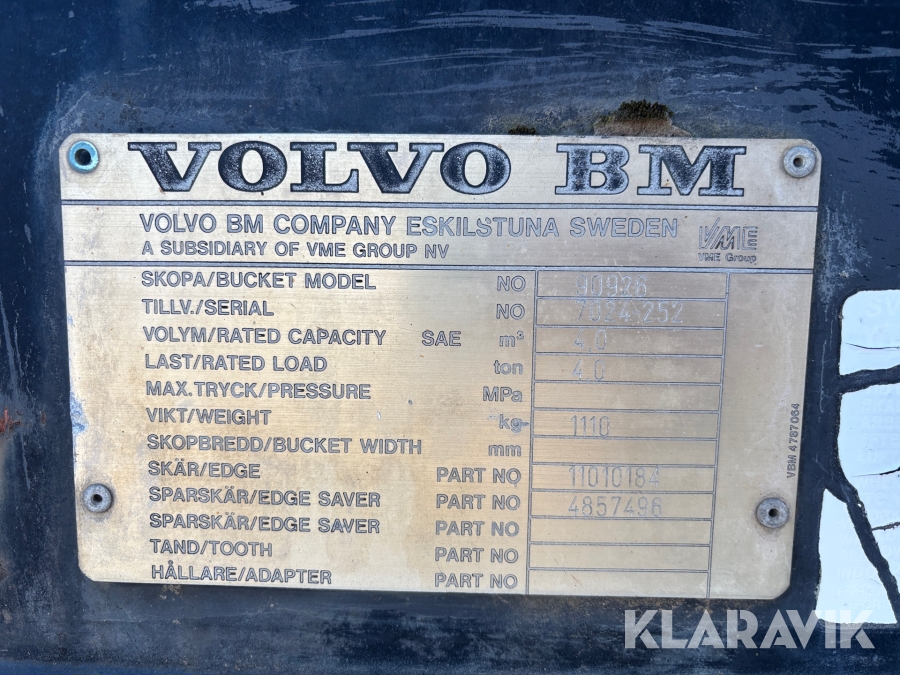 VOLVO BM
VOLVO BM COMPANY ESKILSTUNA SWEDEN
A SUBSIDIARY OF VME GROUP NV
VME
VME Group
SKOPA/BUCKET MODEL NO 90926
TILLV./SERIAL NO
VOLYM/RATED CAPACITY SAE m³ 4.0
LAST/RATED LOAD ton 4.0
MAX.TRYCK/PRESSURE MPa
VIKT/WEIGHT kg 1110
SKOPBREDD/BUCKET WIDTH mm
SKÄR/EDGE PART NO 11010184
SPARSKÄR/EDGE SAVER PART NO 4857496
SPARSKÄR/EDGE SAVER PART NO
TAND/TOOTH PART NO
HÅLLARE/ADAPTER PART NO
VBM 4787064
KLARAVIK